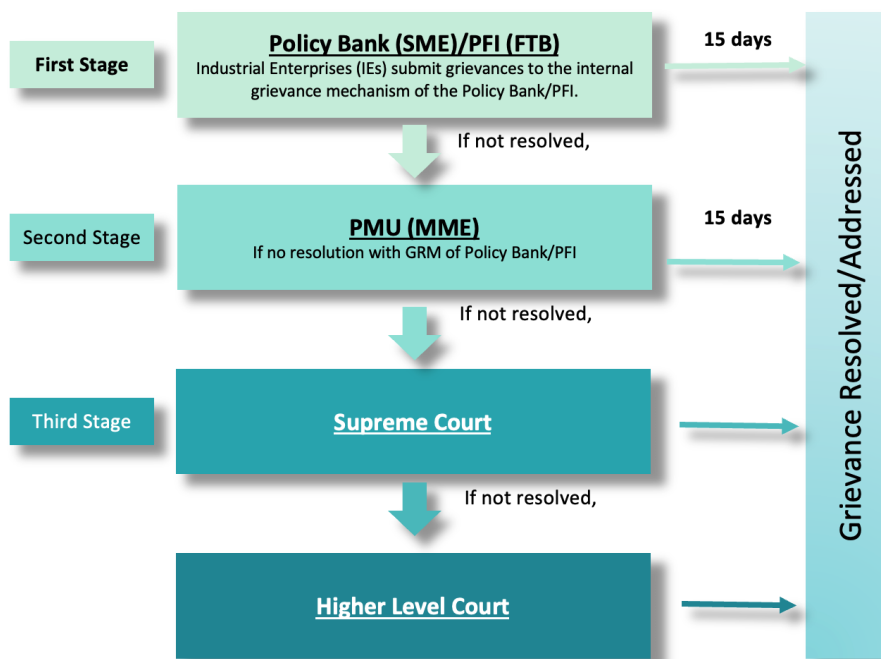 First Stage
Policy Bank (SME)/PFI (FTB)
Industrial Enterprises (IEs) submit grievances to the internal
grievance mechanism of the Policy Bank/PFI.
15 days
If not resolved,
Second Stage
PMU (MME)
If no resolution with GRM of Policy Bank/PFI
15 days
If not resolved,
Third Stage
Supreme Court
If not resolved,
Higher Level Court
Grievance Resolved/Addressed